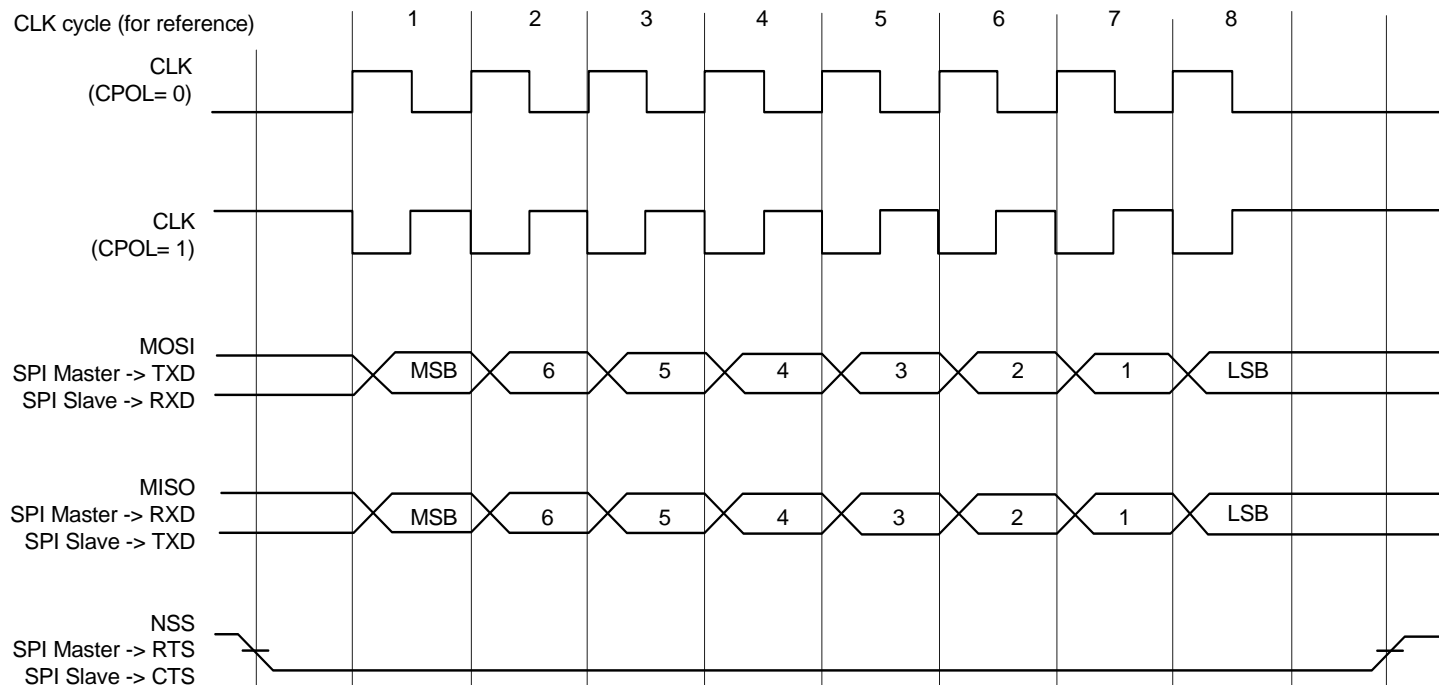 CLK cycle (for reference)
1 2 3 4 5 6 7 8
CLK
(CPOL= 0)
CLK
(CPOL= 1)
MOSI
SPI Master -> TXD
SPI Slave -> RXD
MSB 6 5 4 3 2 1 LSB
MISO
SPI Master -> RXD
SPI Slave -> TXD
MSB 6 5 4 3 2 1 LSB
NSS
SPI Master -> RTS
SPI Slave -> CTS